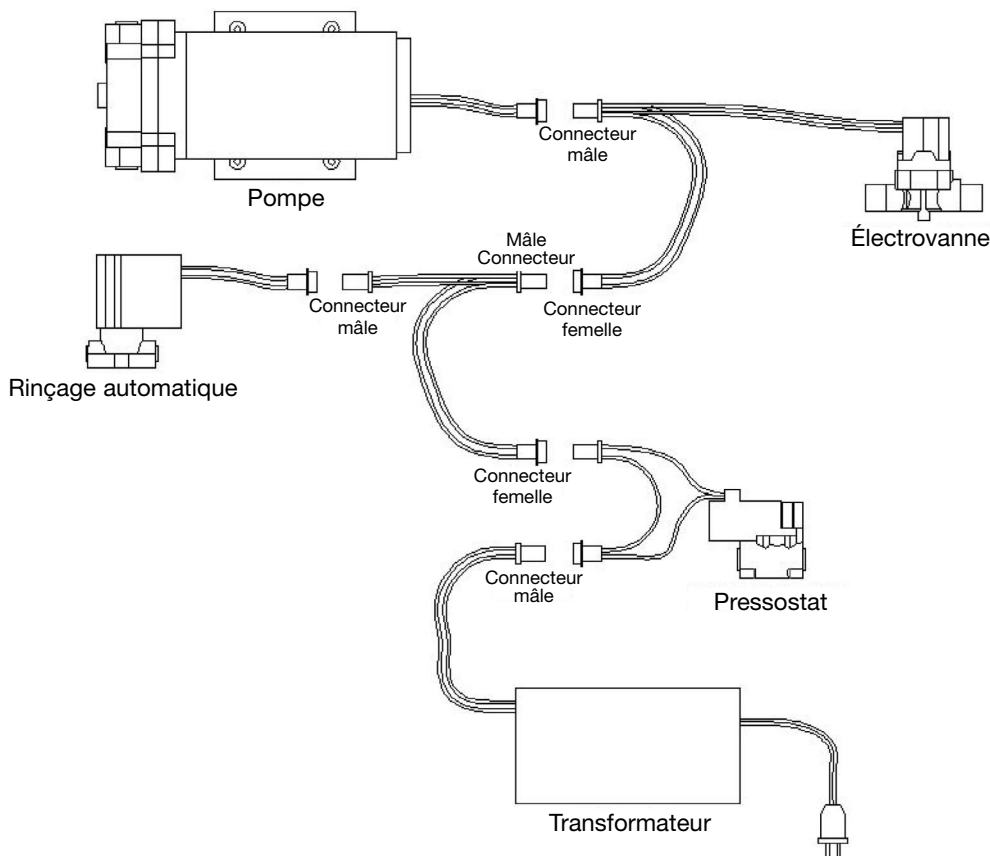 Connecteur
mâle
Pompe
Électrovanne
Mâle
Connecteur
Connecteur
mâle
Connecteur
femelle
Rinçage automatique
Connecteur
femelle
Connecteur
mâle
Pressostat
Transformateur